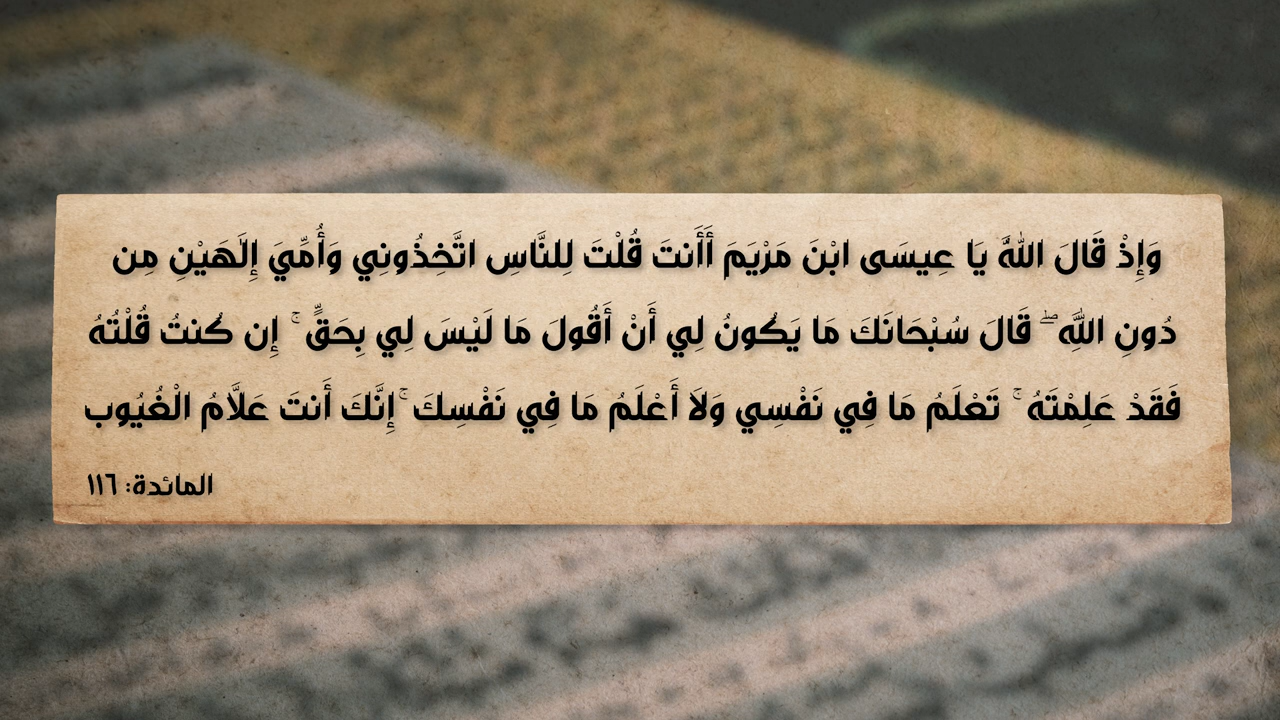 وَإِذْ قَالَ اللَّهُ يَا عِيسَى ابْنَ مَرْيَمَ أَأَنتَ قُلْتَ لِلنَّاسِ اتَّخِذُونِي وَأُمِّيَ إِلَٰهَيْنِ مِن
دُونِ اللَّهِ ۖ قَالَ سُبْحَانَكَ مَا يَكُونُ لِي أَنْ أَقُولَ مَا لَيْسَ لِي بِحَقٍّ ۚ إِن كُنتُ قُلْتُهُ
فَقَدْ عَلِمْتَهُ ۚ تَعْلَمُ مَا فِي نَفْسِي وَلَا أَعْلَمُ مَا فِي نَفْسِكَ ۚ إِنَّكَ أَنتَ عَلَّامُ الْغُيُوبِ
المائدة: ١١٦